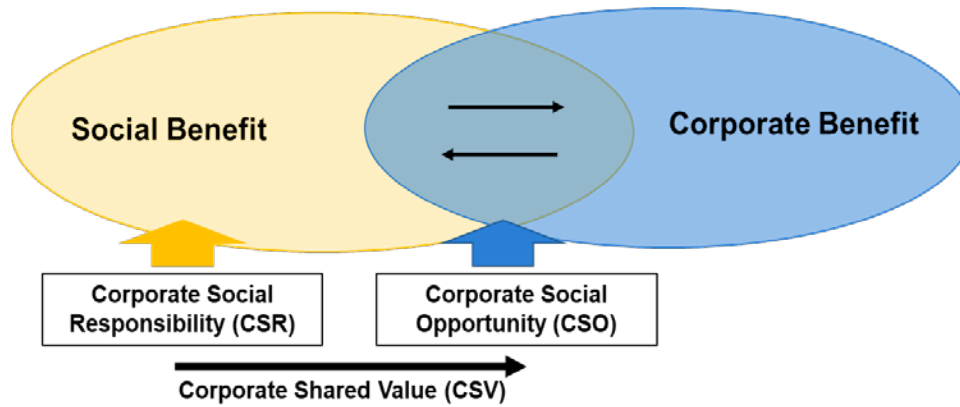 Social Benefit
Corporate Benefit
Corporate Social
Responsibility (CSR)
Corporate Social
Opportunity (CSO)
Corporate Shared Value (CSV)